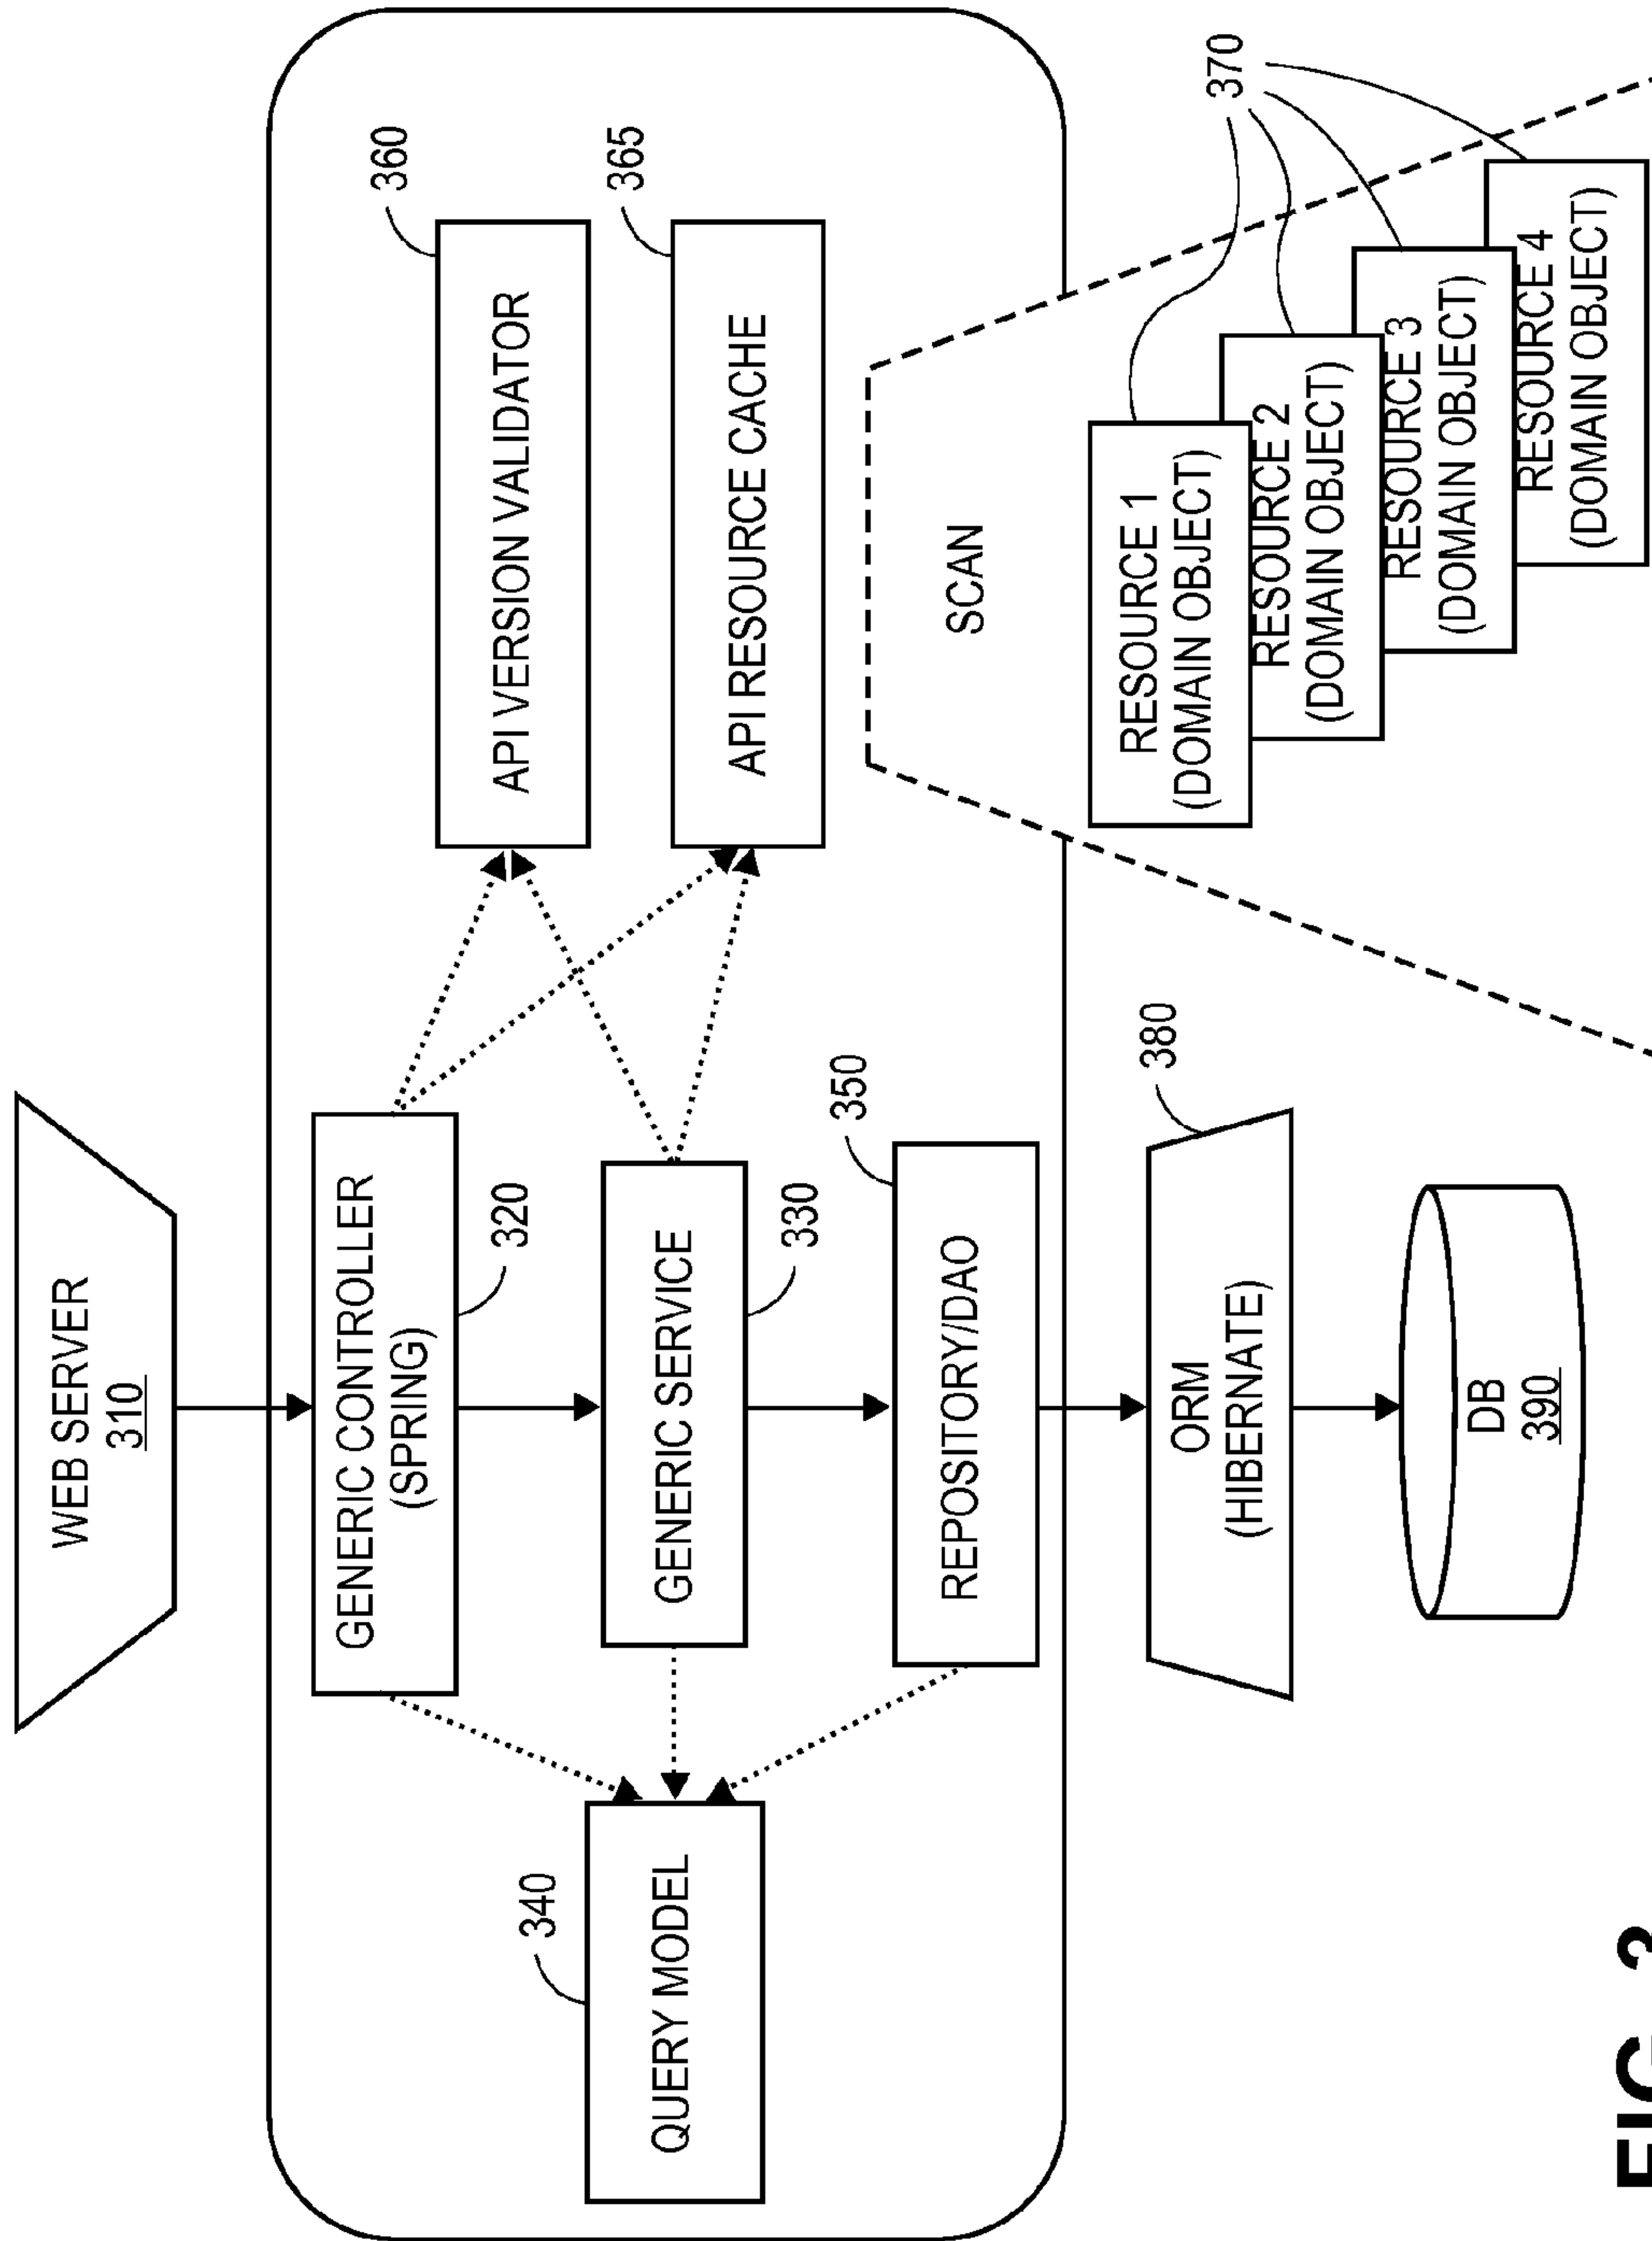 WEB SERVER
310
GENERIC CONTROLLER
(SPRING)
320
360
API VERSION VALIDATOR
340
QUERY MODEL
GENERIC SERVICE
330
365
API RESOURCE CACHE
350
REPOSITORY/DAO
SCAN
380
ORM
(HIBERNATE)
370
RESOURCE 1
(DOMAIN OBJECT)
RESOURCE 2
(DOMAIN OBJECT)
RESOURCE 3
(DOMAIN OBJECT)
RESOURCE 4
(DOMAIN OBJECT)
DB
390
FIG. 3